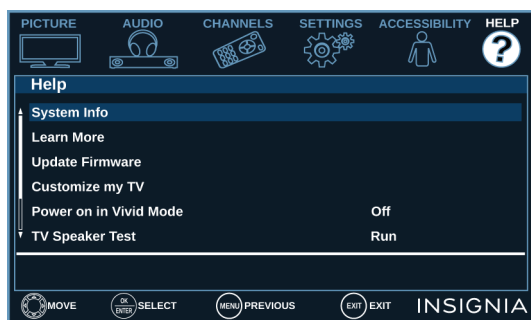 PICTURE AUDIO CHANNELS SETTINGS ACCESSIBILITY HELP
?
Help
System Info
Learn More
Update Firmware
Customize my TV
Power on in Vivid Mode Off
TV Speaker Test Run
MOVE OK ENTER SELECT MENU PREVIOUS EXIT EXIT INSIGNIA